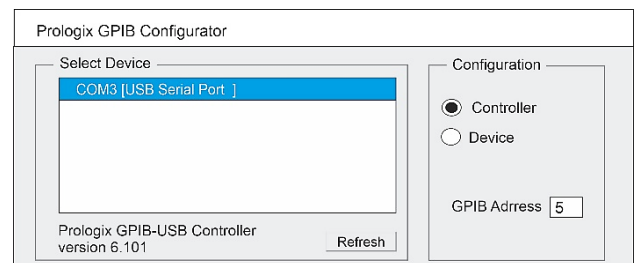 Prologix GPIB Configurator
Select Device
COM3 [USB Serial Port ]
Prologix GPIB-USB Controller
version 6.101
Refresh
Configuration
Controller
Device
GPIB Adrress 5